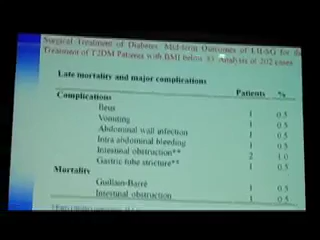 Surgical Treatment of Diabetes. Mid-term Outcomes of LII-SG for the
Treatment of T2DM Patients with BMI below 35. Analysis of 202 cases
Late mortality and major complications
Patients %
Complications
Ileus 1 0.5
Vomiting 1 0.5
Abdominal wall infection 1 0.5
Intra abdominal bleeding 1 0.5
Intestinal obstruction** 2 1.0
Gastric tube stricture** 1 0.5
Mortality
Guillain-Barré 1 0.5
Intestinal obstruction 1 0.5